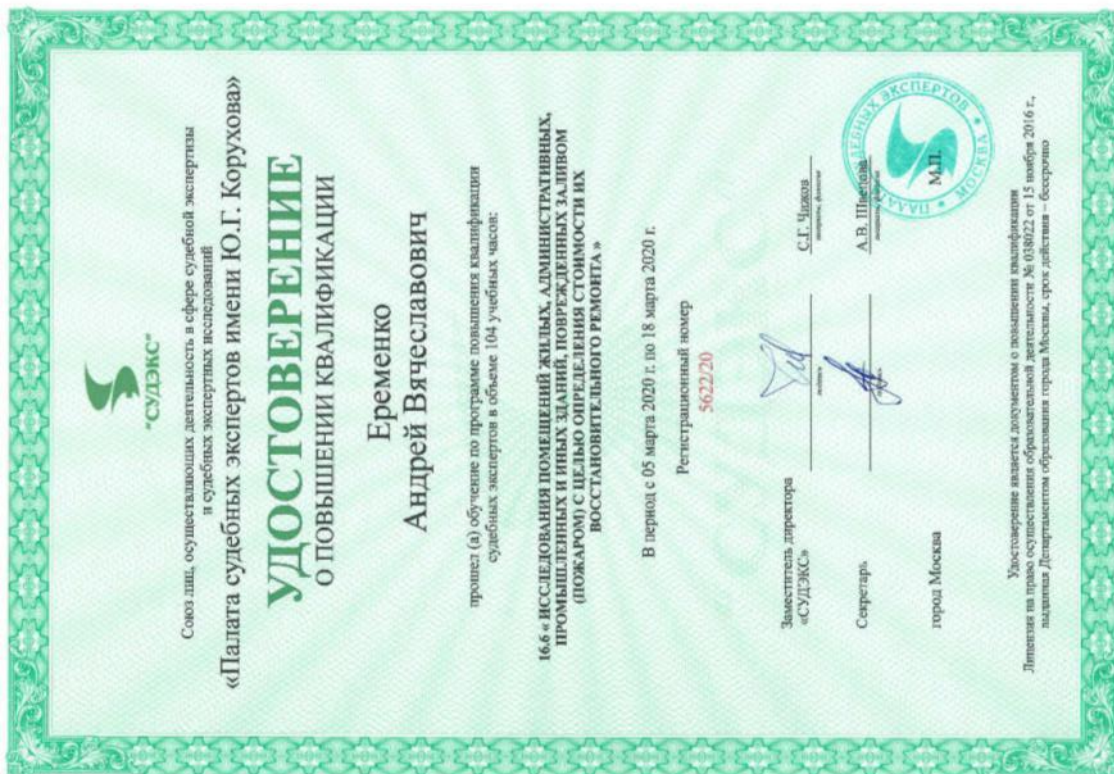 "СУДЭКС"
Союз лиц, осуществляющих деятельность в сфере судебной экспертизы
и судебных экспертных исследований
«Палата судебных экспертов имени Ю.Г. Корухова»
УДОСТОВЕРЕНИЕ
О ПОВЫШЕНИИ КВАЛИФИКАЦИИ
Еременко
Андрей Вячеславович
прошел (а) обучение по программе повышения квалификации
судебных экспертов в объеме 104 учебных часов:
16.6 « ИССЛЕДОВАНИЯ ПОМЕЩЕНИЙ ЖИЛЫХ, АДМИНИСТРАТИВНЫХ,
ПРОМЫШЛЕННЫХ И ИНЫХ ЗДАНИЙ, ПОВРЕЖДЕННЫХ ЗАЛИВОМ
(ПОЖАРОМ) С ЦЕЛЬЮ ОПРЕДЕЛЕНИЯ СТОИМОСТИ ИХ
ВОССТАНОВИТЕЛЬНОГО РЕМОНТА »
В период с 05 марта 2020 г. по 18 марта 2020 г.
Регистрационный номер
5622/20
Заместитель директора
«СУДЭКС»
подпись
С.Г. Чижов
инициалы, фамилия
Секретарь
А.В. Швецова
город Москва
М.П.
ПАЛАТА СУДЕБНЫХ ЭКСПЕРТОВ • МОСКВА •
Удостоверение является документом о повышении квалификации
Лицензия на право осуществления образовательной деятельности № 038022 от 15 ноября 2016 г.,
выданная Департаментом образования города Москвы, срок действия – бессрочно